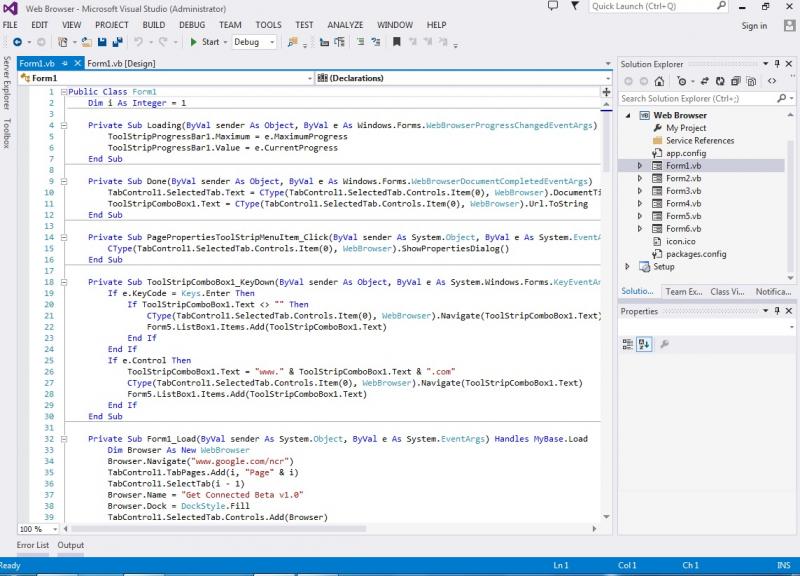 Web Browser - Microsoft Visual Studio (Administrator)
Quick Launch (Ctrl+Q)
FILE EDIT VIEW PROJECT BUILD DEBUG TEAM TOOLS TEST ANALYZE WINDOW HELP
Sign in
Start Debug
Server Explorer
Toolbox
Form1.vb Form1.vb [Design]
Form1 (Declarations)
1 Public Class Form1
2 Dim i As Integer = 1
3
4 Private Sub Loading(ByVal sender As Object, ByVal e As Windows.Forms.WebBrowserProgressChangedEventArgs)
5 ToolStripProgressBar1.Maximum = e.MaximumProgress
6 ToolStripProgressBar1.Value = e.CurrentProgress
7 End Sub
8
9 Private Sub Done(ByVal sender As Object, ByVal e As Windows.Forms.WebBrowserDocumentCompletedEventArgs)
10 TabControl1.SelectedTab.Text = CType(TabControl1.SelectedTab.Controls.Item(0), WebBrowser).DocumentTi
11 ToolStripComboBox1.Text = CType(TabControl1.SelectedTab.Controls.Item(0), WebBrowser).Url.ToString
12 End Sub
13
14 Private Sub PagePropertiesToolStripMenuItem_Click(ByVal sender As System.Object, ByVal e As System.EventA
15 CType(TabControl1.SelectedTab.Controls.Item(0), WebBrowser).ShowPropertiesDialog()
16 End Sub
17
18 Private Sub ToolStripComboBox1_KeyDown(ByVal sender As Object, ByVal e As System.Windows.Forms.KeyEventAr
19 If e.KeyCode = Keys.Enter Then
20 If ToolStripComboBox1.Text <> "" Then
21 CType(TabControl1.SelectedTab.Controls.Item(0), WebBrowser).Navigate(ToolStripComboBox1.Text)
22 Form5.ListBox1.Items.Add(ToolStripComboBox1.Text)
23 End If
24 End If
25 If e.Control Then
26 ToolStripComboBox1.Text = "www." & ToolStripComboBox1.Text & ".com"
27 CType(TabControl1.SelectedTab.Controls.Item(0), WebBrowser).Navigate(ToolStripComboBox1.Text)
28 Form5.ListBox1.Items.Add(ToolStripComboBox1.Text)
29 End If
30 End Sub
31
32 Private Sub Form1_Load(ByVal sender As System.Object, ByVal e As System.EventArgs) Handles MyBase.Load
33 Dim Browser As New WebBrowser
34 Browser.Navigate("www.google.com/ncr")
35 TabControl1.TabPages.Add(i, "Page" & i)
36 TabControl1.SelectTab(i - 1)
37 Browser.Name = "Get Connected Beta v1.0"
38 Browser.Dock = DockStyle.Fill
39 TabControl1.SelectedTab.Controls.Add(Browser)
100 %
Solution Explorer
Search Solution Explorer (Ctrl+;)
Web Browser
My Project
Service References
app.config
Form1.vb
Form2.vb
Form3.vb
Form4.vb
Form5.vb
Form6.vb
icon.ico
packages.config
Setup
Solutio... Team Ex... Class Vi... Notifica...
Properties
Error List Output
Ready Ln 1 Col 1 Ch 1 INS